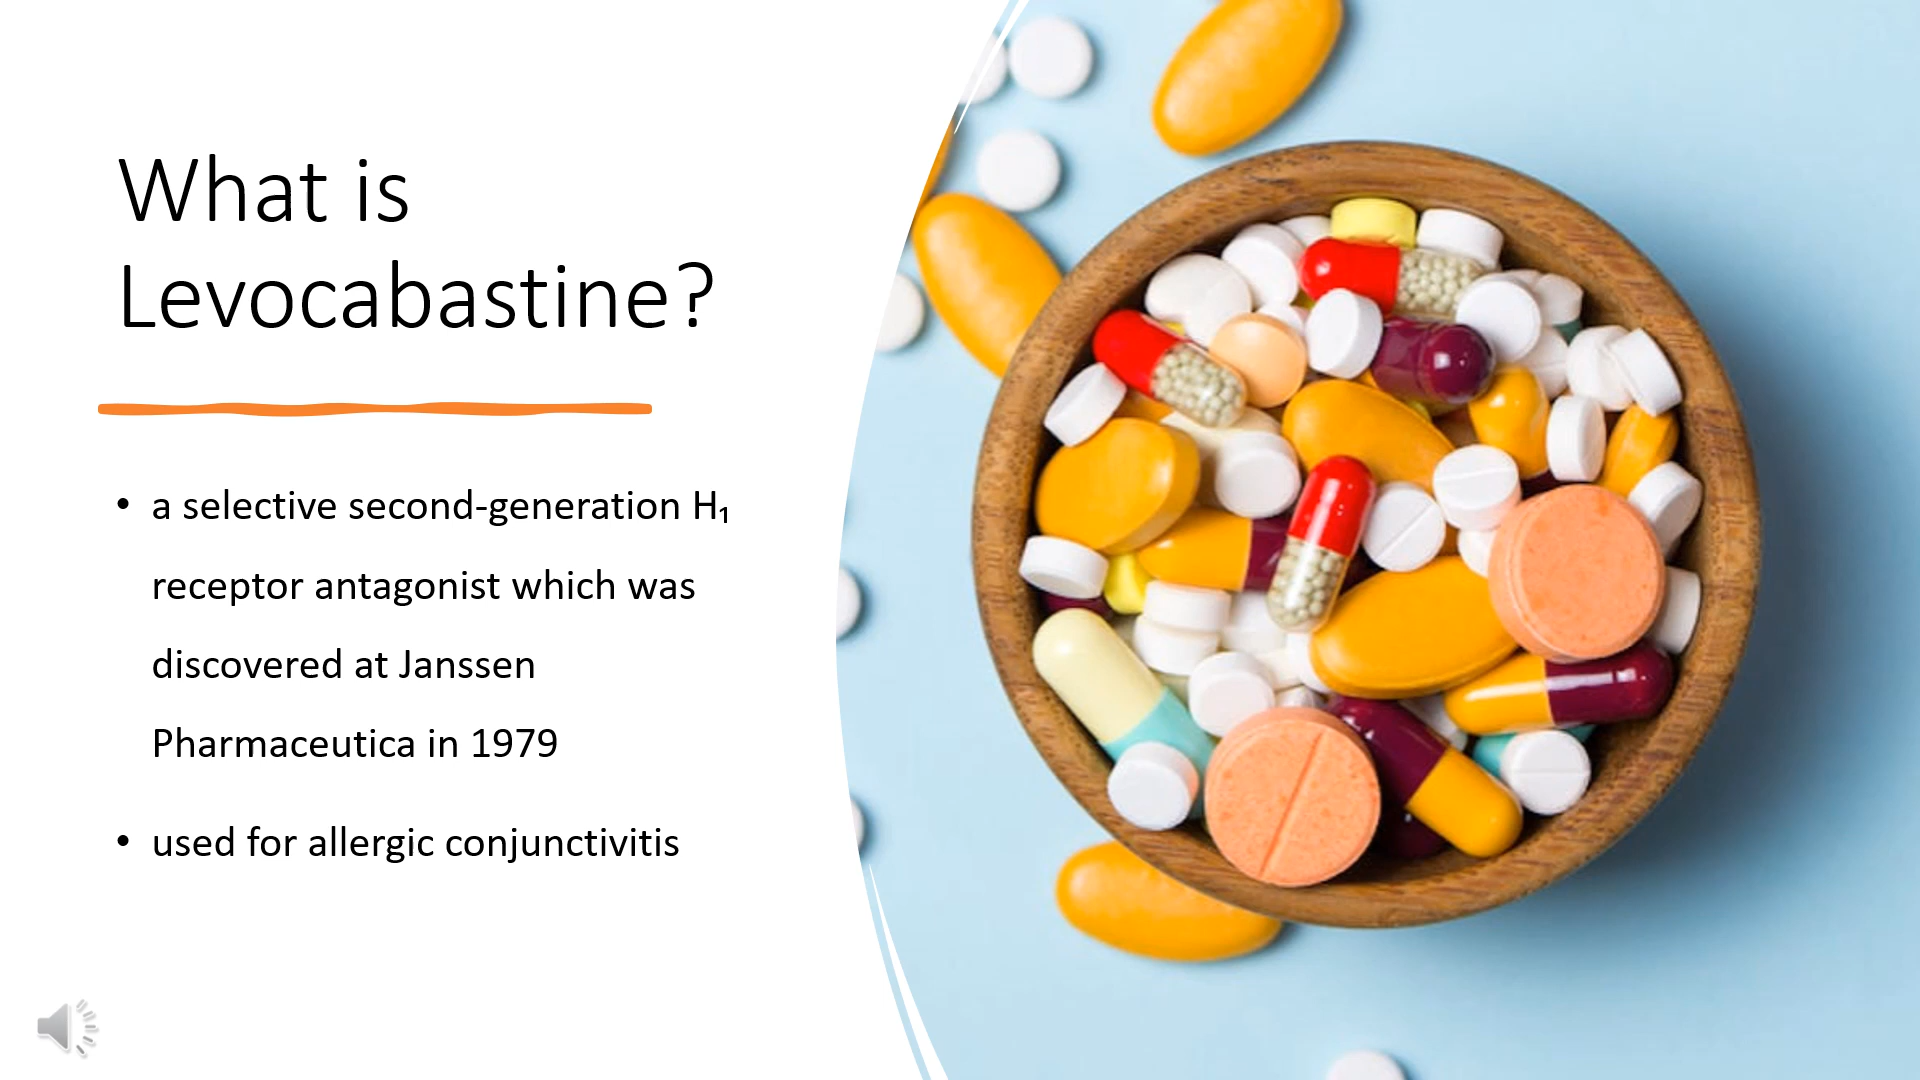 What is
Levocabastine?
• a selective second-generation H₁
receptor antagonist which was
discovered at Janssen
Pharmaceutica in 1979
• used for allergic conjunctivitis